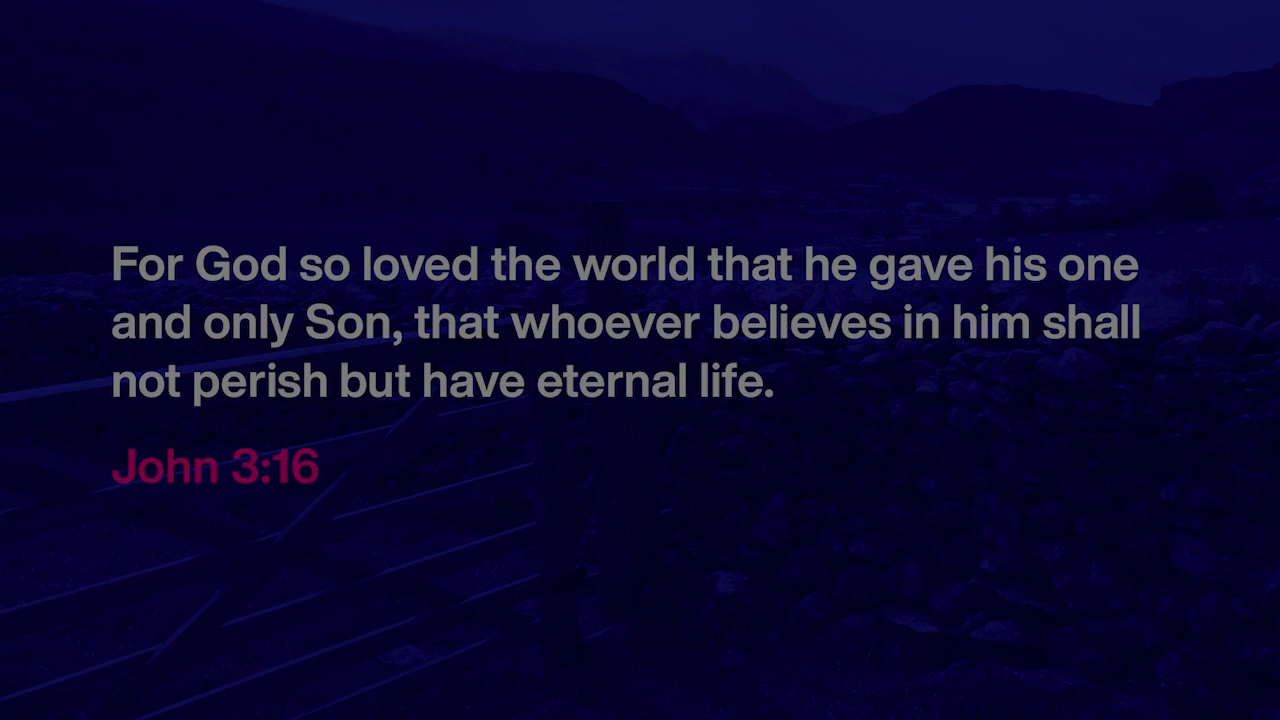 For God so loved the world that he gave his one
and only Son, that whoever believes in him shall
not perish but have eternal life.
John 3:16